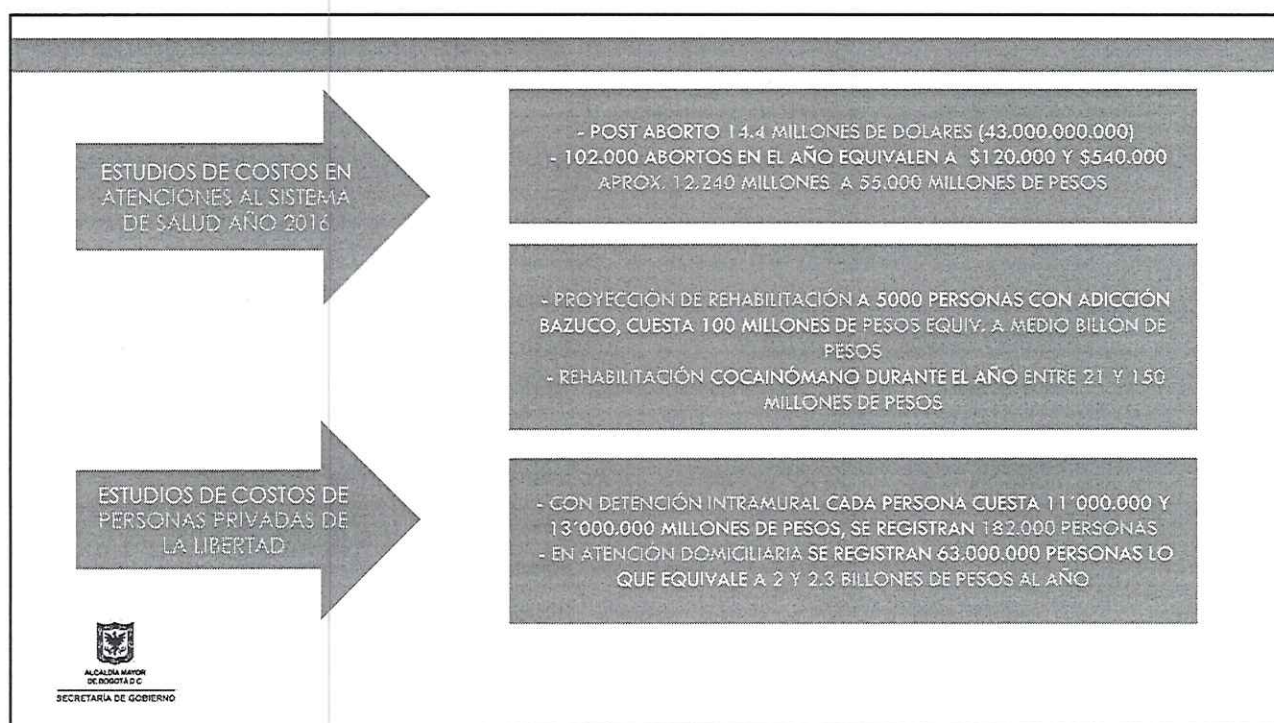 ESTUDIOS DE COSTOS EN
ATENCIONES AL SISTEMA
DE SALUD AÑO 2016
- POST ABORTO 14.4 MILLONES DE DOLARES (43.000.000.000)
- 102.000 ABORTOS EN EL AÑO EQUIVALEN A $120.000 Y $540.000
APROX. 12.240 MILLONES A 55.000 MILLONES DE PESOS
- PROYECCIÓN DE REHABILITACIÓN A 5000 PERSONAS CON ADICCIÓN
BAZUCO, CUESTA 100 MILLONES DE PESOS EQUIV. A MEDIO BILLON DE
PESOS
- REHABILITACIÓN COCAINÓMANO DURANTE EL AÑO ENTRE 21 Y 150
MILLONES DE PESOS
ESTUDIOS DE COSTOS DE
PERSONAS PRIVADAS DE
LA LIBERTAD
- CON DETENCIÓN INTRAMURAL CADA PERSONA CUESTA 11´000.000 Y
13´000.000 MILLONES DE PESOS, SE REGISTRAN 182.000 PERSONAS
- EN ATENCIÓN DOMICILIARIA SE REGISTRAN 63.000.000 PERSONAS LO
QUE EQUIVALE A 2 Y 2.3 BILLONES DE PESOS AL AÑO
ALCALDÍA MAYOR
DE BOGOTÁ D.C.
SECRETARÍA DE GOBIERNO